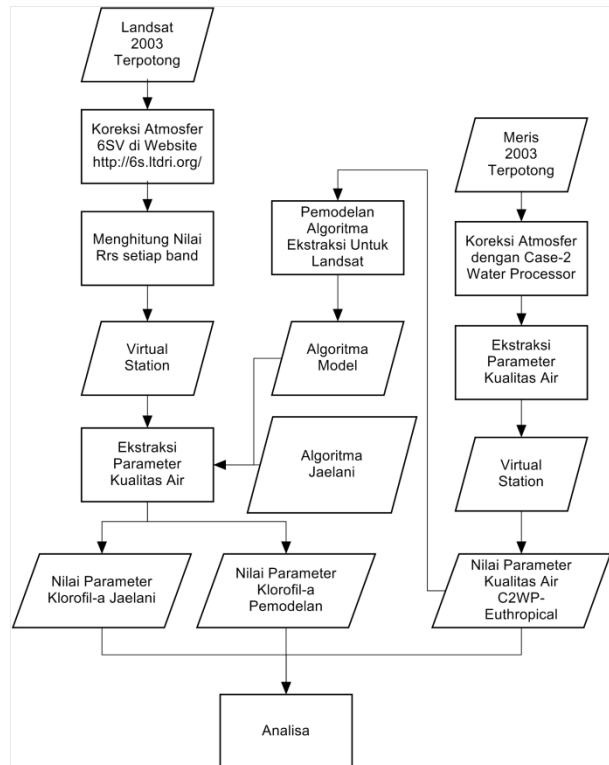 Landsat
2003
Terpotong
Koreksi Atmosfer
6SV di Website
http://6s.ltdri.org/
Menghitung Nilai
Rrs setiap band
Virtual
Station
Ekstraksi
Parameter
Kualitas Air
Pemodelan
Algoritma
Ekstraksi Untuk
Landsat
Algoritma
Model
Algoritma
Jaelani
Meris
2003
Terpotong
Koreksi Atmosfer
dengan Case-2
Water Processor
Ekstraksi
Parameter
Kualitas Air
Virtual
Station
Nilai Parameter
Klorofil-a Jaelani
Nilai Parameter
Klorofil-a
Pemodelan
Nilai Parameter
Kualitas Air
C2WP-
Euthropical
Analisa